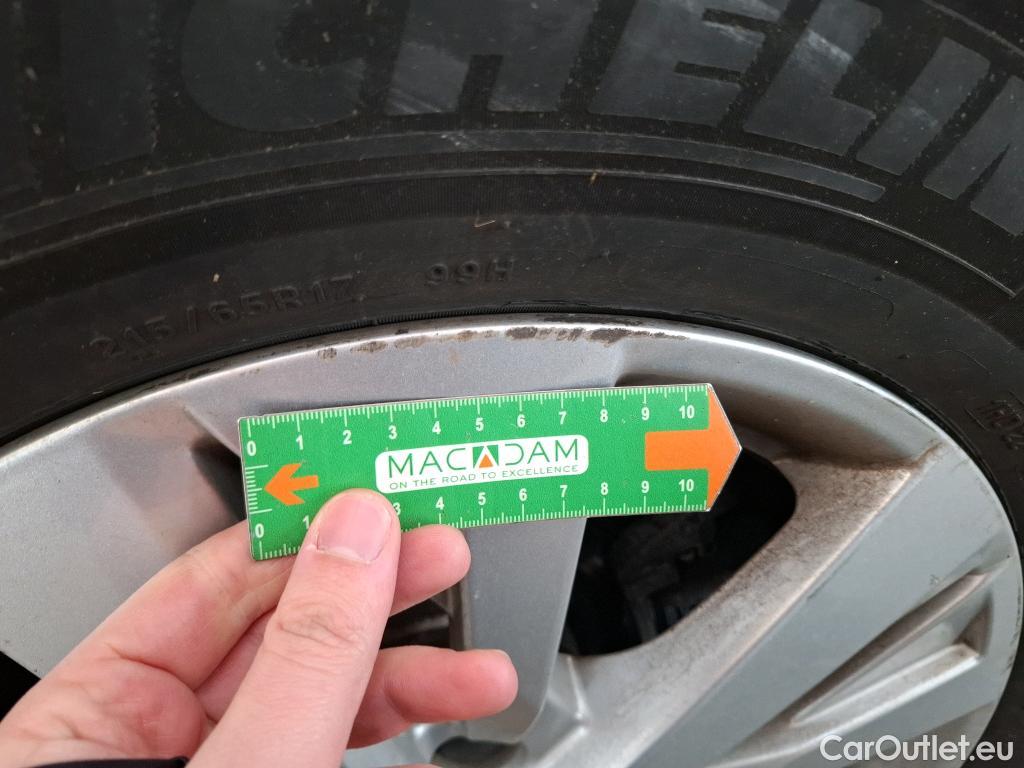 MICHELIN
215/65R17 99H
0 1 2 3 4 5 6 7 8 9 10
MACADAM
ON THE ROAD TO EXCELLENCE
0 1 3 4 5 6 7 8 9 10
CarOutlet.eu